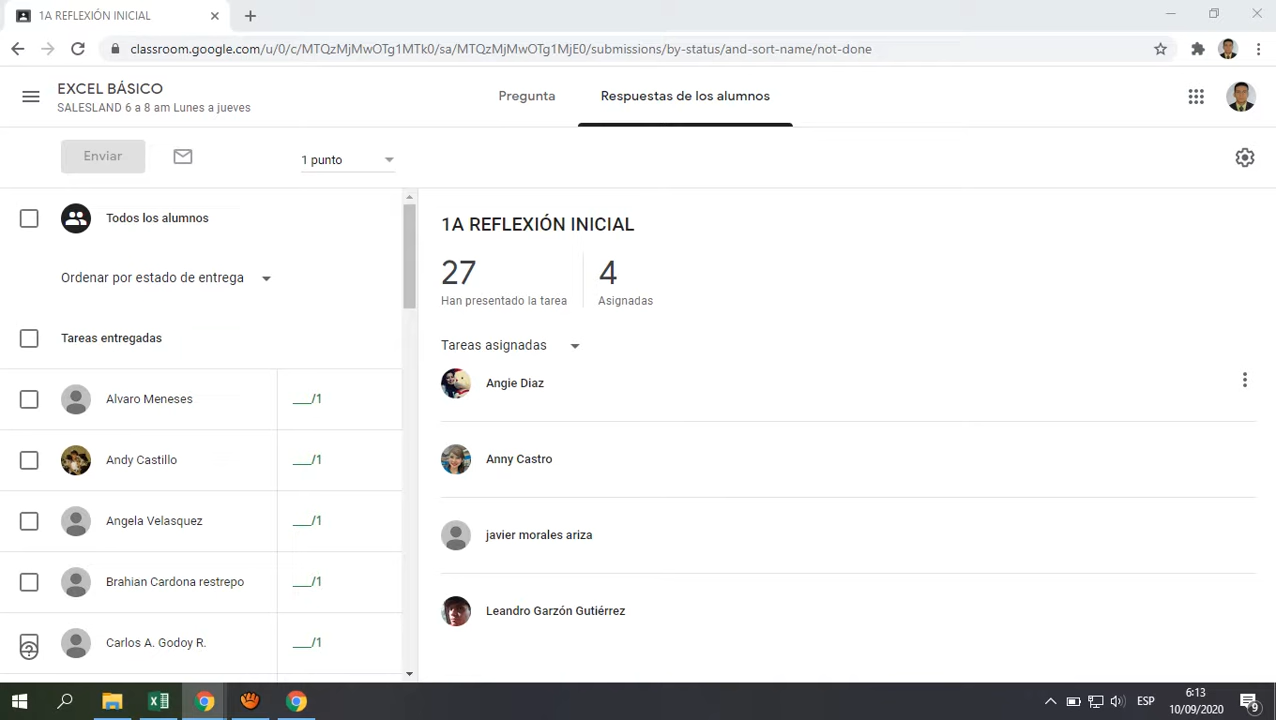 1A REFLEXIÓN INICIAL
classroom.google.com/u/0/c/MTQzMjMwOTg1MTk0/sa/MTQzMjMwOTg1MjE0/submissions/by-status/and-sort-name/not-done
EXCEL BÁSICO
SALESLAND 6 a 8 am Lunes a jueves
Pregunta
Respuestas de los alumnos
Enviar
1 punto
Todos los alumnos
Ordenar por estado de entrega
Tareas entregadas
Alvaro Meneses
___/1
Andy Castillo
___/1
Angela Velasquez
___/1
Brahian Cardona restrepo
___/1
Carlos A. Godoy R.
___/1
1A REFLEXIÓN INICIAL
27
Han presentado la tarea
4
Asignadas
Tareas asignadas
Angie Diaz
Anny Castro
javier morales ariza
Leandro Garzón Gutiérrez
ESP
6:13
10/09/2020
9